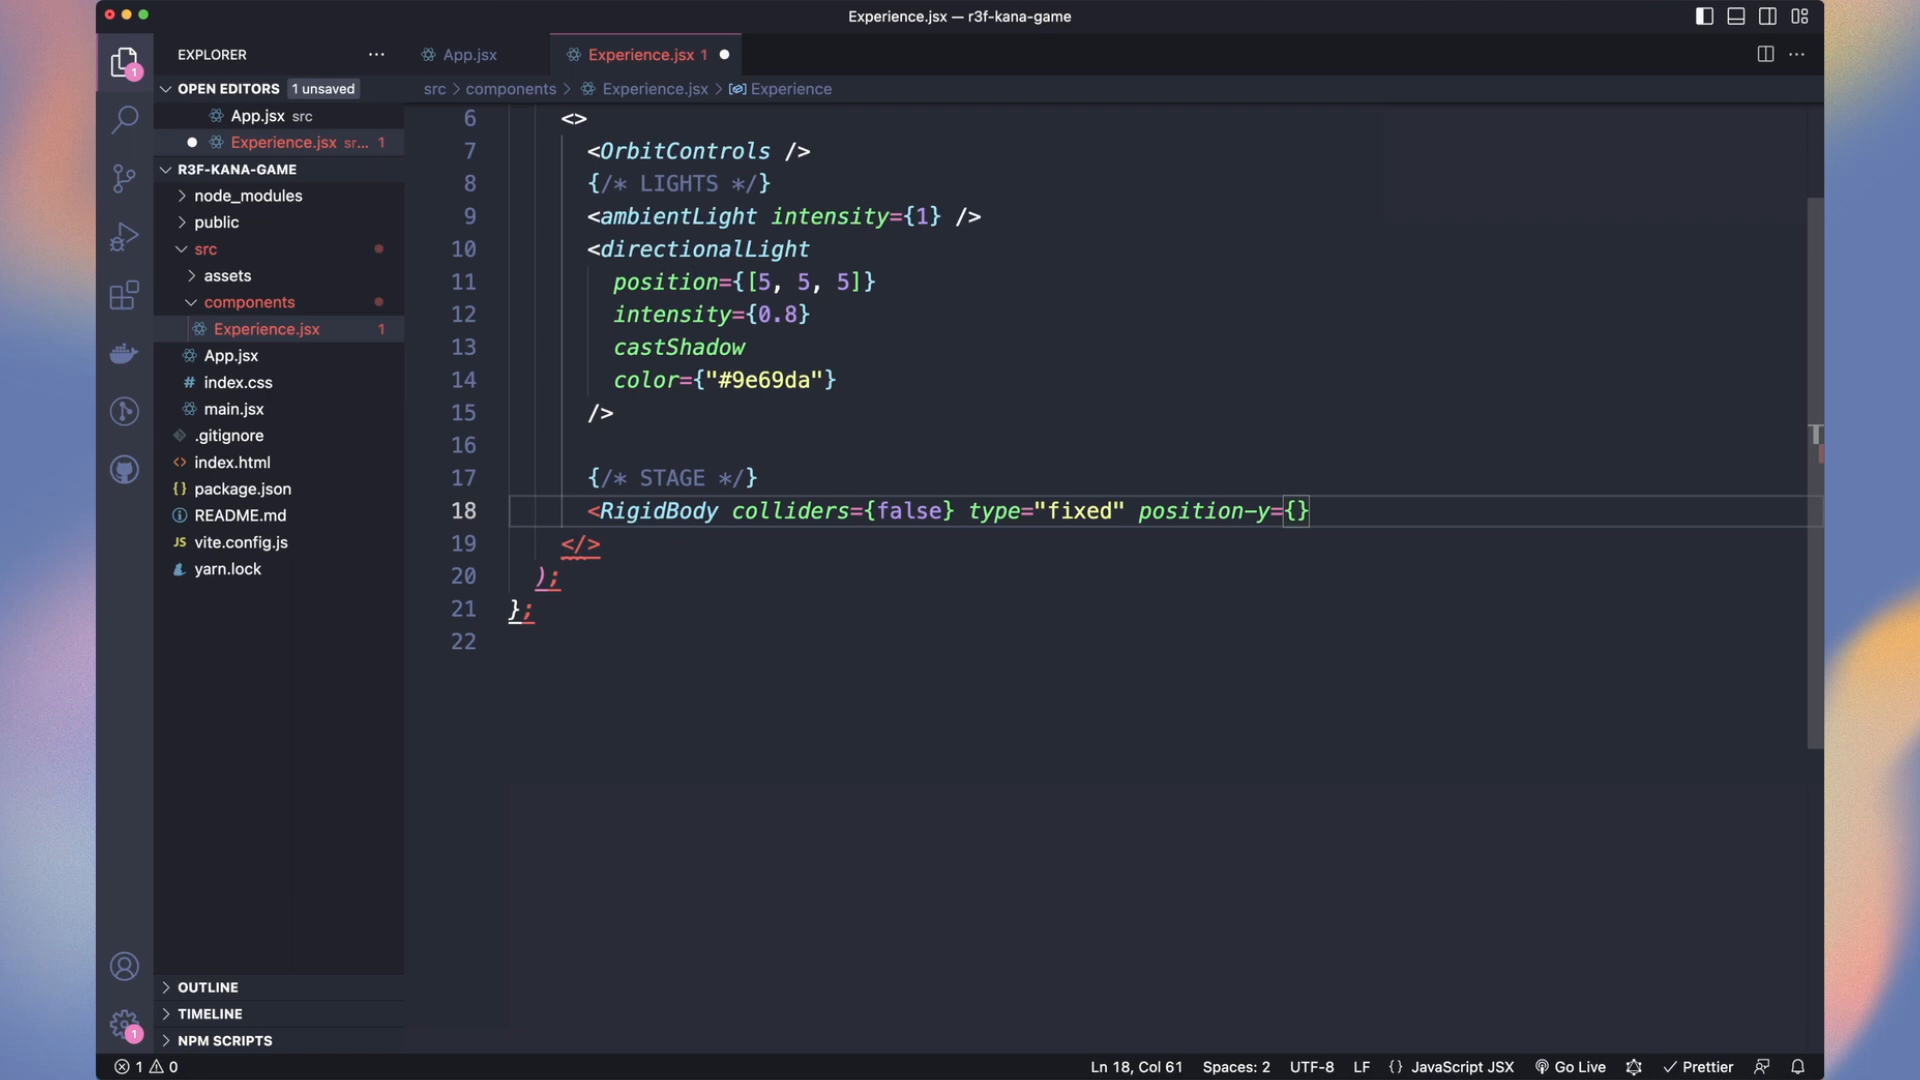 Experience.jsx — r3f-kana-game
EXPLORER
App.jsx
Experience.jsx 1
OPEN EDITORS 1 unsaved
App.jsx src
Experience.jsx sr... 1
R3F-KANA-GAME
node_modules
public
src
assets
components
Experience.jsx 1
App.jsx
# index.css
main.jsx
.gitignore
<> index.html
{} package.json
README.md
JS vite.config.js
yarn.lock
OUTLINE
TIMELINE
NPM SCRIPTS
1
1
src > components > Experience.jsx > Experience
6 <>
7 <OrbitControls />
8 {/* LIGHTS */}
9 <ambientLight intensity={1} />
10 <directionalLight
11 position={[5, 5, 5]}
12 intensity={0.8}
13 castShadow
14 color={"#9e69da"}
15 />
16
17 {/* STAGE */}
18 <RigidBody colliders={false} type="fixed" position-y={}
19 </>
20 );
21 };
22
1 0
Ln 18, Col 61 Spaces: 2 UTF-8 LF {} JavaScript JSX Go Live Prettier